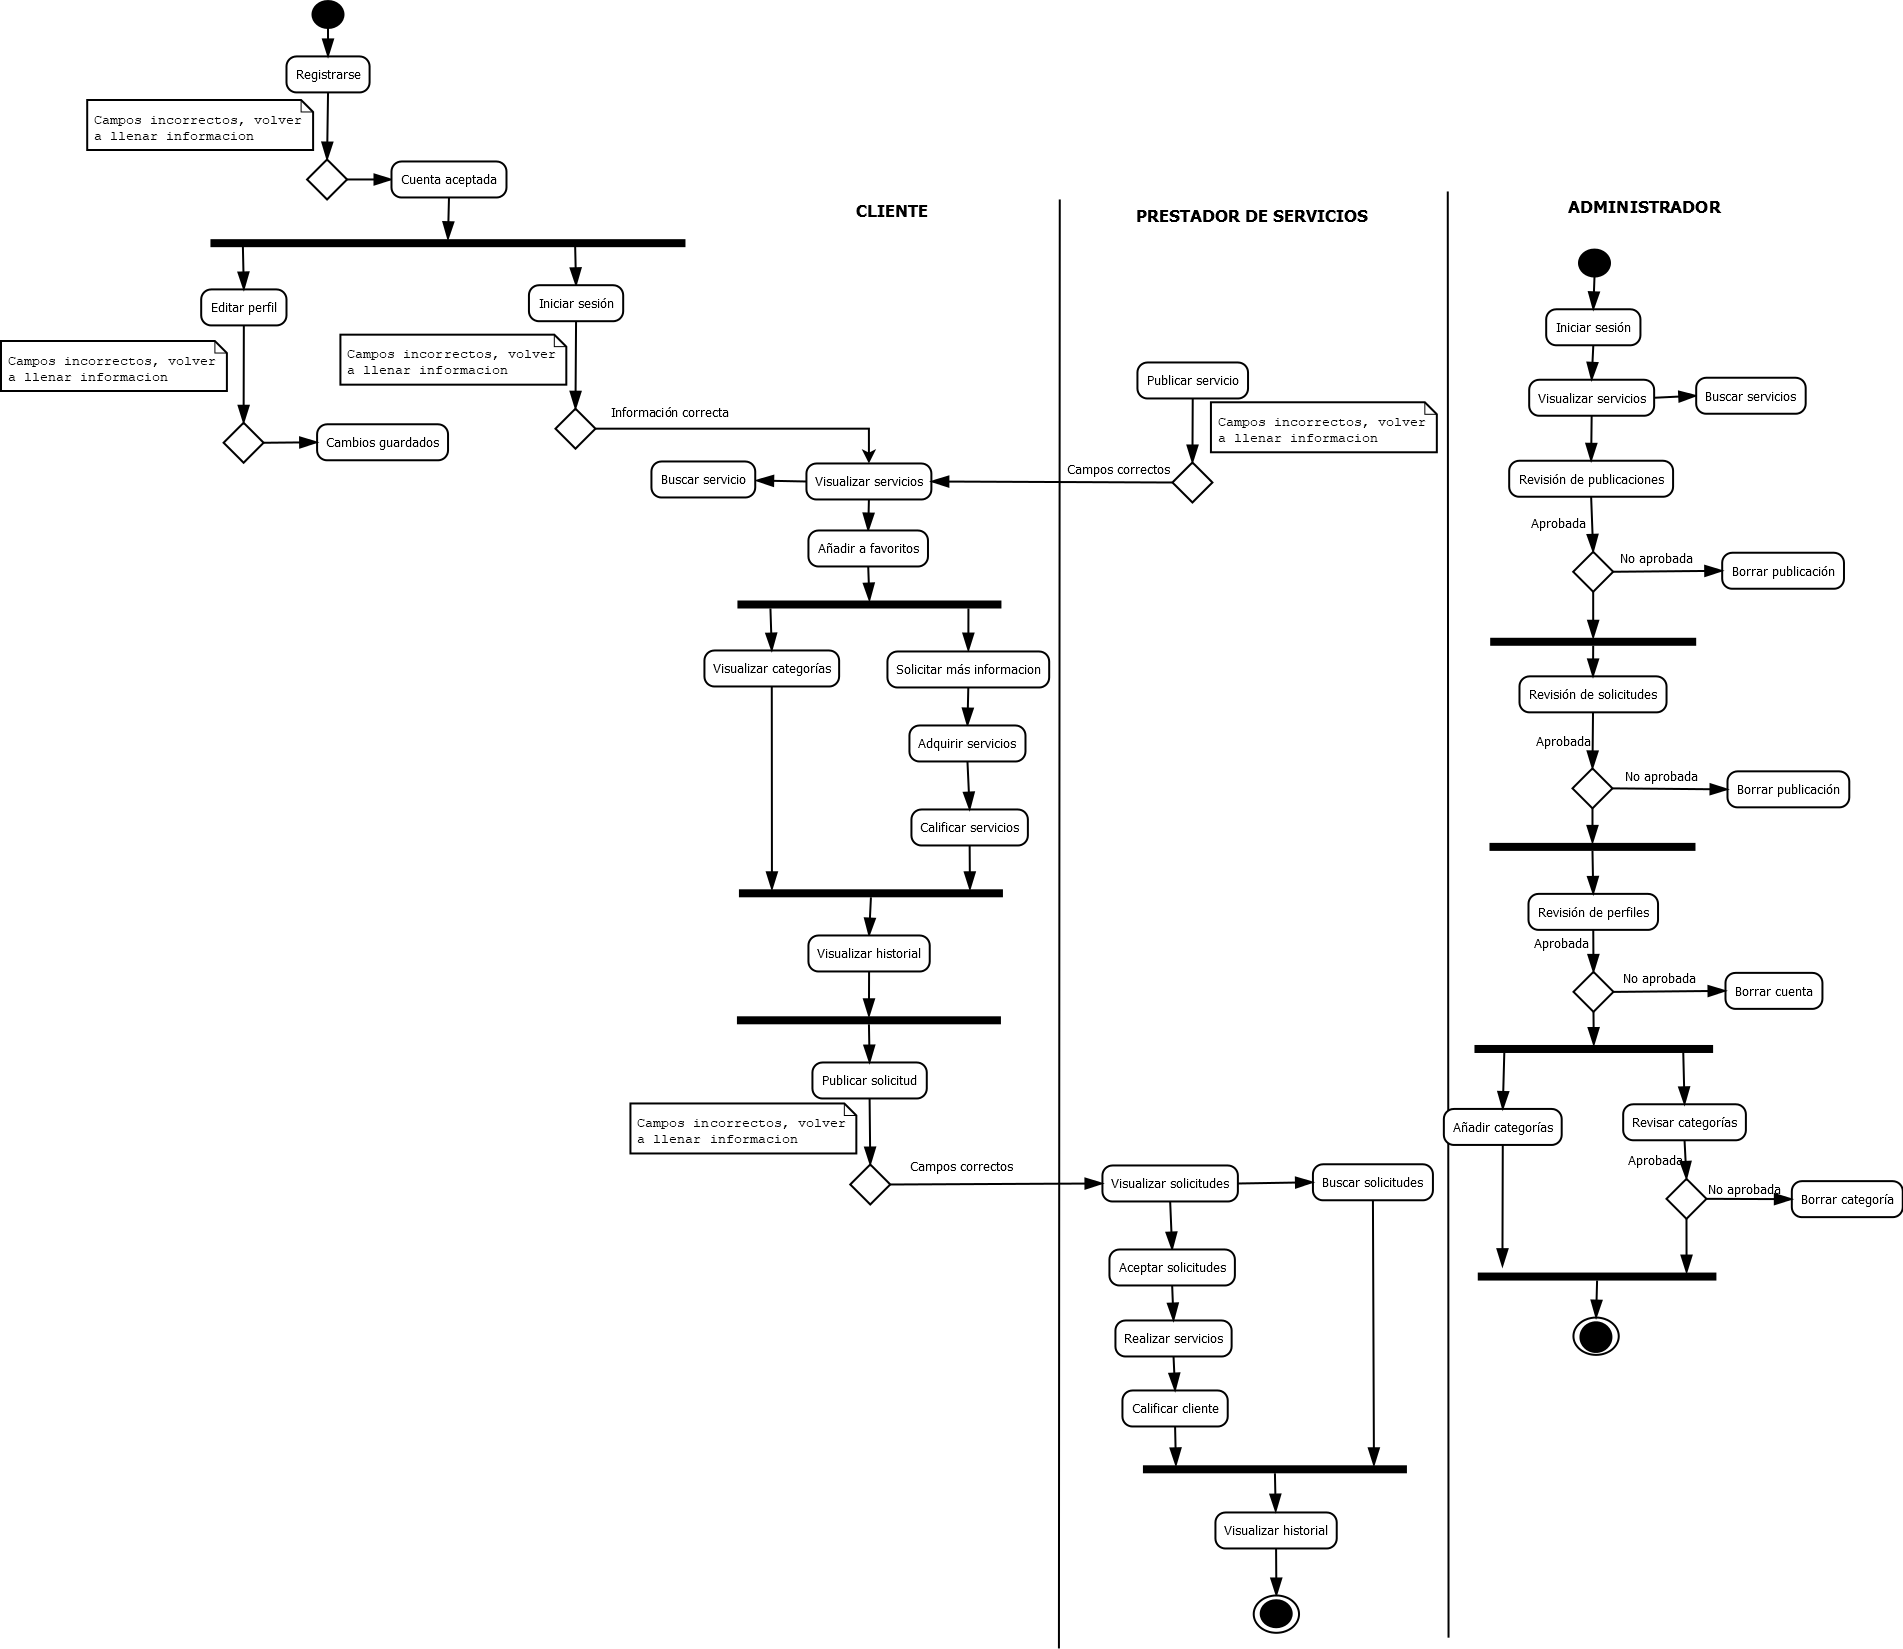 Registrarse
Campos incorrectos, volver
a llenar informacion
Cuenta aceptada
Editar perfil
Iniciar sesión
Campos incorrectos, volver
a llenar informacion
Campos incorrectos, volver
a llenar informacion
Cambios guardados
Información correcta
CLIENTE
Buscar servicio
Visualizar servicios
Añadir a favoritos
Visualizar categorías
Solicitar más informacion
Adquirir servicios
Calificar servicios
Visualizar historial
Publicar solicitud
Campos incorrectos, volver
a llenar informacion
Campos correctos
PRESTADOR DE SERVICIOS
Publicar servicio
Campos incorrectos, volver
a llenar informacion
Campos correctos
Visualizar solicitudes
Buscar solicitudes
Aceptar solicitudes
Realizar servicios
Calificar cliente
Visualizar historial
ADMINISTRADOR
Iniciar sesión
Visualizar servicios
Buscar servicios
Revisión de publicaciones
Aprobada
No aprobada
Borrar publicación
Revisión de solicitudes
Aprobada
No aprobada
Borrar publicación
Revisión de perfiles
Aprobada
No aprobada
Borrar cuenta
Añadir categorías
Revisar categorías
Aprobada
No aprobada
Borrar categoría